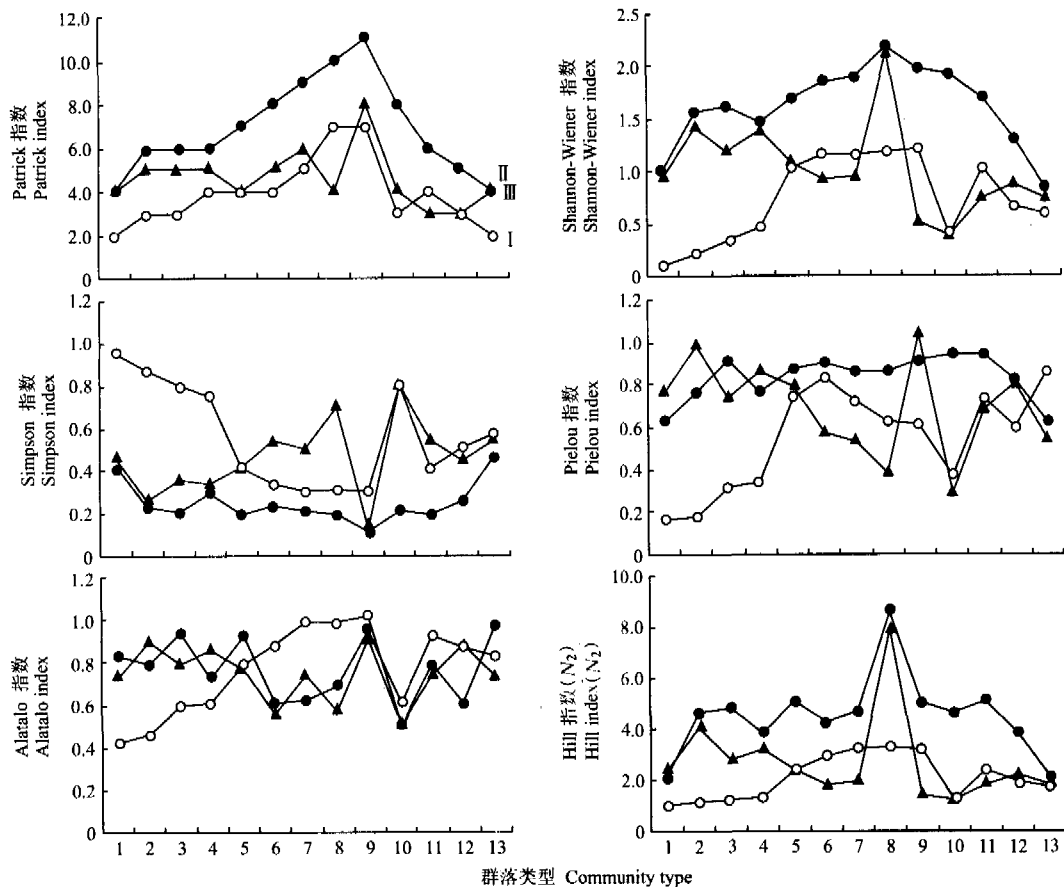 Patrick 指数
Patrick index
12.0
10.0
8.0
6.0
4.0
2.0
0
II
III
I
Shannon-Wiener 指数
Shannon-Wiener index
2.5
2.0
1.5
1.0
0.5
0
Simpson 指数
Simpson index
1.2
1.0
0.8
0.6
0.4
0.2
0
Pielou 指数
Pielou index
1.2
1.0
0.8
0.6
0.4
0.2
0
Alatalo 指数
Alatalo index
1.2
1.0
0.8
0.6
0.4
0.2
0
1 2 3 4 5 6 7 8 9 10 11 12 13
Hill 指数(N₂)
Hill index(N₂)
10.0
8.0
6.0
4.0
2.0
0
1 2 3 4 5 6 7 8 9 10 11 12 13
群落类型 Community type